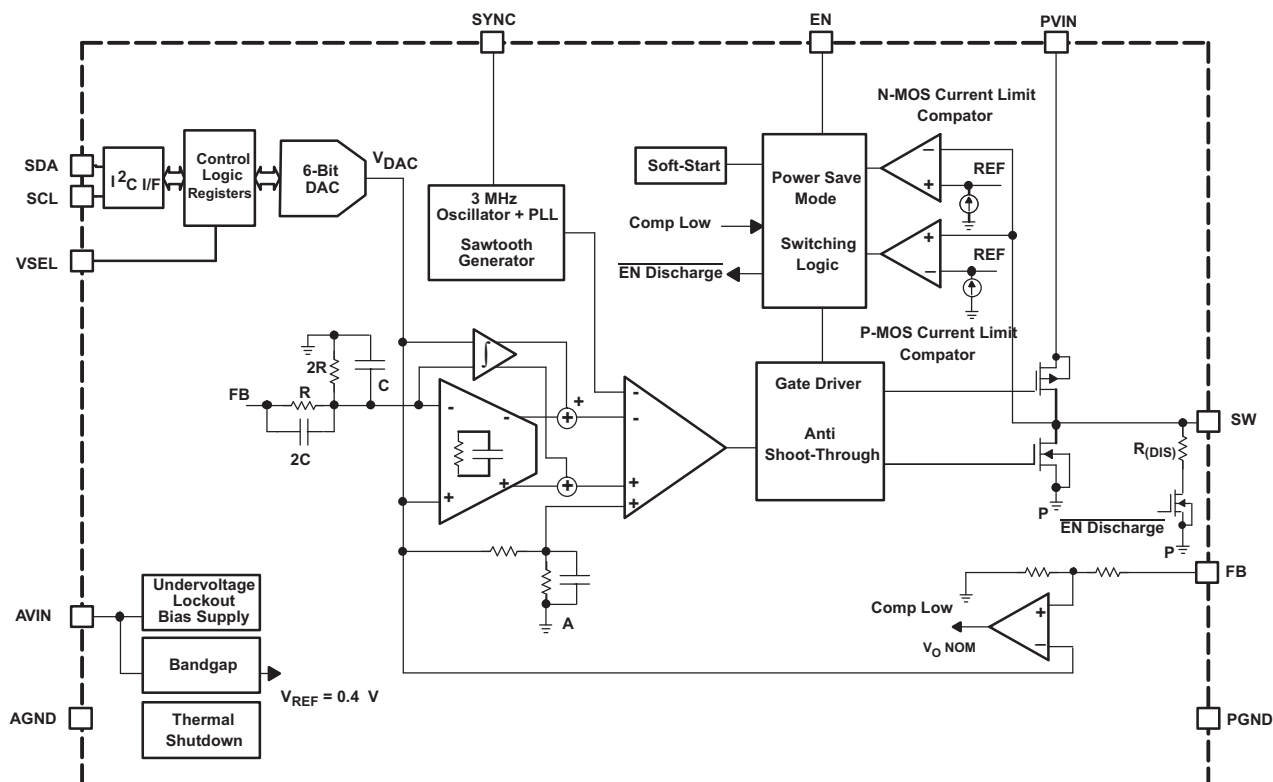 SYNC
EN
PVIN
N-MOS Current Limit
Compator
SDA
SCL
I²C I/F
Control
Logic
Registers
6-Bit
DAC
V_DAC
VSEL
3 MHz
Oscillator + PLL
Sawtooth
Generator
Soft-Start
Comp Low
EN Discharge
Power Save
Mode
Switching
Logic
−
+
REF
+
−
REF
P-MOS Current Limit
Compator
2R
C
FB
R
2C
∫
-
+
-
+
+
+
+
-
-
+
+
Gate Driver
Anti
Shoot-Through
SW
R(DIS)
P
EN Discharge
P
FB
A
Comp Low
V_O NOM
+
−
AVIN
Undervoltage
Lockout
Bias Supply
Bandgap
V_REF = 0.4 V
AGND
Thermal
Shutdown
PGND